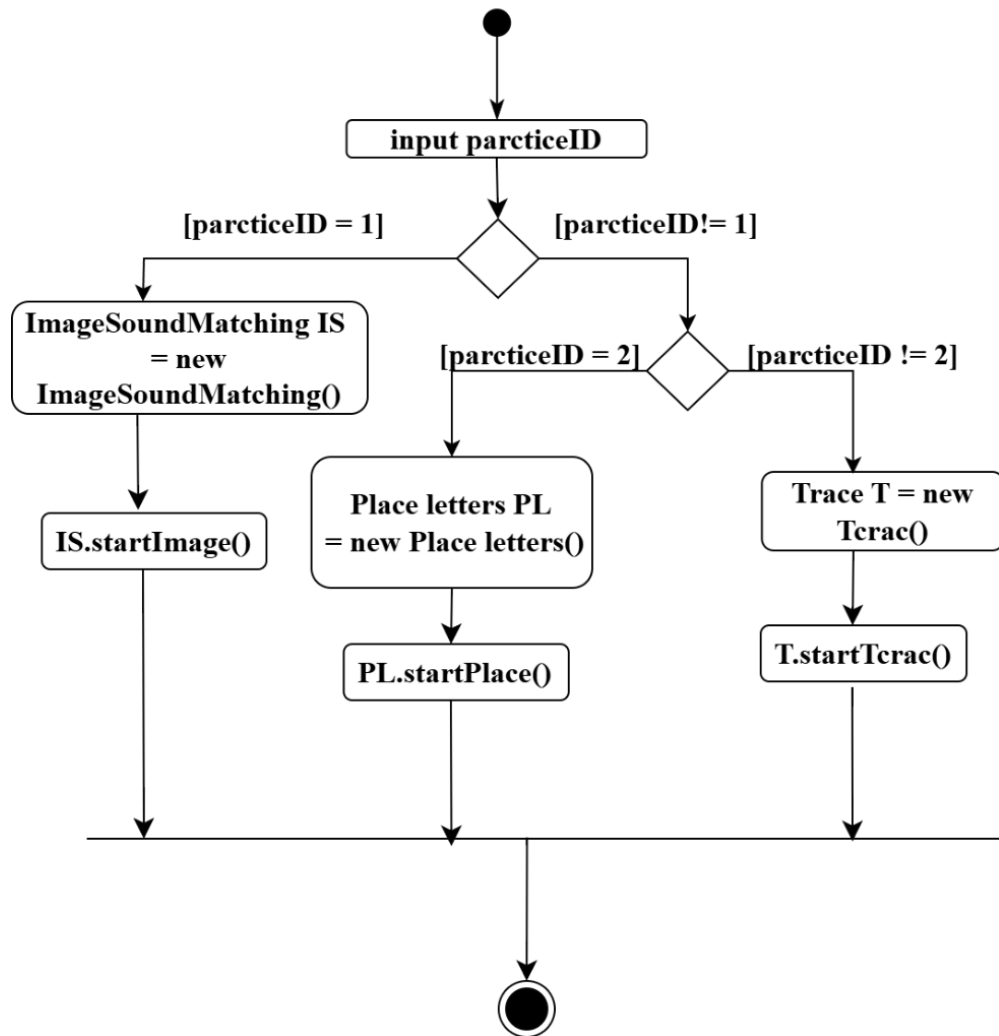 input parcticeID
[parcticeID = 1]
[parcticeID!= 1]
ImageSoundMatching IS
= new
ImageSoundMatching()
[parcticeID = 2]
[parcticeID != 2]
Place letters PL
= new Place letters()
Trace T = new
Tcrac()
IS.startImage()
PL.startPlace()
T.startTcrac()